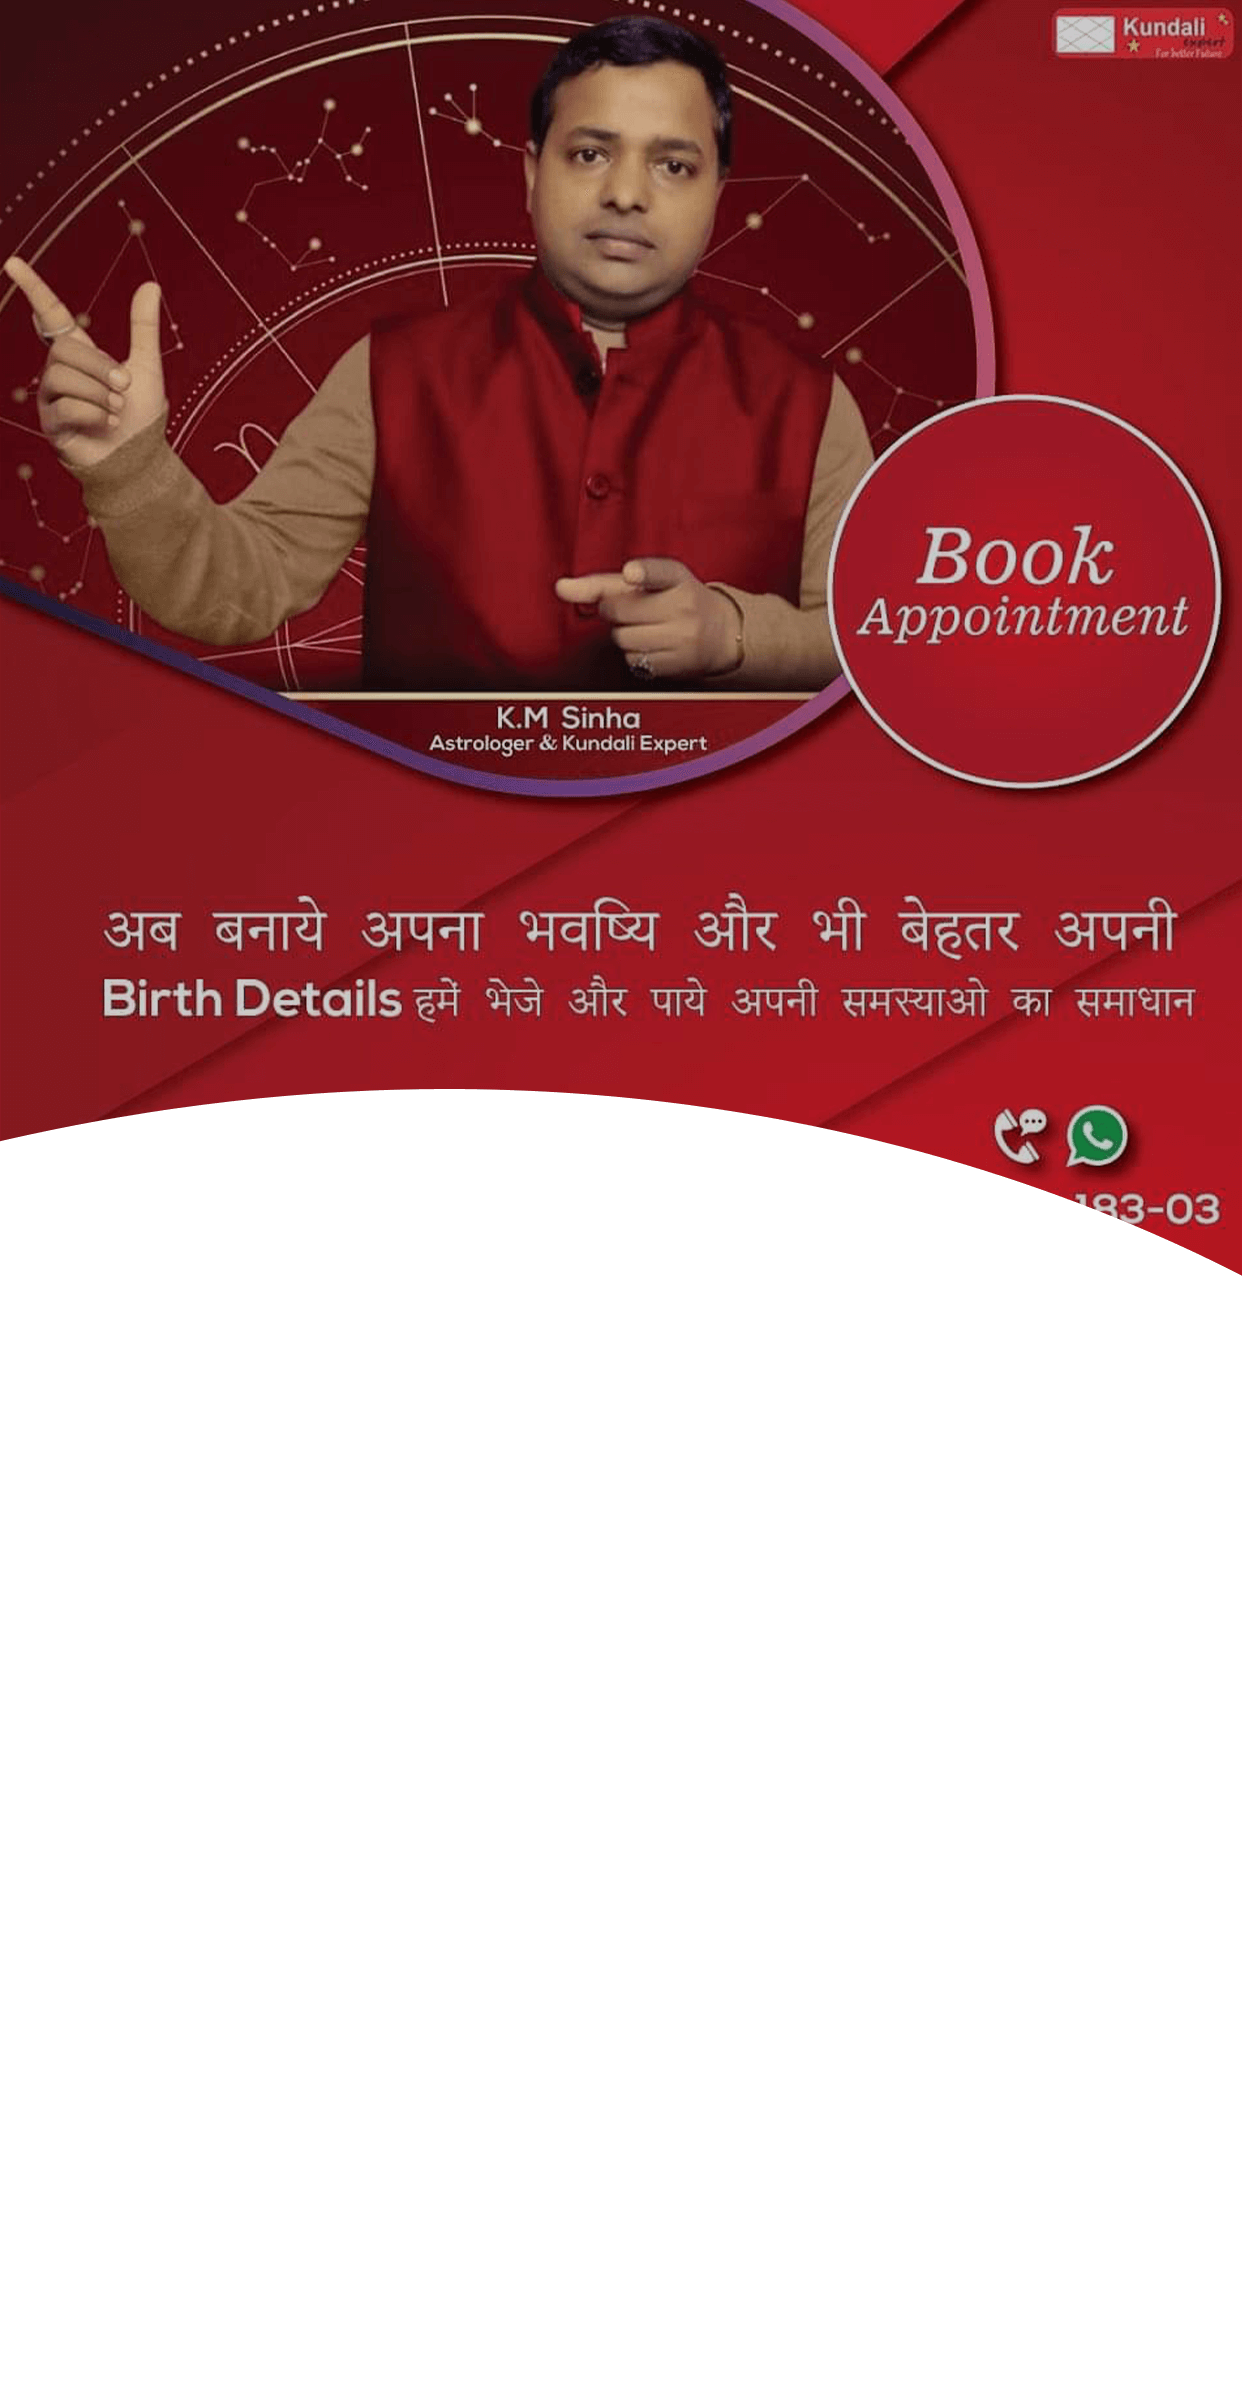 Kundali
expert
For better Future
Book
Appointment
K.M Sinha
Astrologer & Kundali Expert
अब बनाये अपना भवष्यि और भी बेहतर अपनी
Birth Details हमें भेजे और पाये अपनी समस्याओ का समाधान
183-03